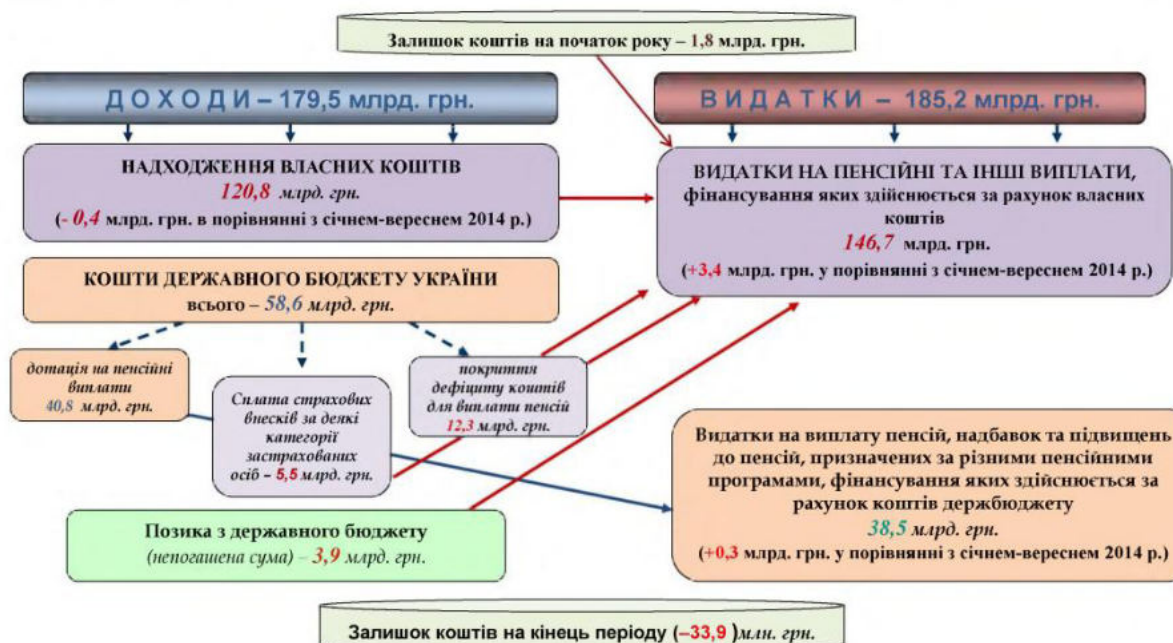 Залишок коштів на початок року – 1,8 млрд. грн.
Д О Х О Д И – 179,5 млрд. грн.
В И Д А Т К И – 185,2 млрд. грн.
НАДХОДЖЕННЯ ВЛАСНИХ КОШТІВ
120,8 млрд. грн.
(- 0,4 млрд. грн. в порівнянні з січнем-вереснем 2014 р.)
ВИДАТКИ НА ПЕНСІЙНІ ТА ІНШІ ВИПЛАТИ,
фінансування яких здійснюється за рахунок власних
коштів
146,7 млрд. грн.
(+3,4 млрд. грн. у порівнянні з січнем-вереснем 2014 р.)
КОШТИ ДЕРЖАВНОГО БЮДЖЕТУ УКРАЇНИ
всього – 58,6 млрд. грн.
дотація на пенсійні
виплати
40,8 млрд. грн.
Сплата страхових
внесків за деякі
категорії
застрахованих
осіб – 5,5 млрд. грн.
покриття
дефіциту коштів
для виплати пенсій
12,3 млрд. грн.
Видатки на виплату пенсій, надбавок та підвищень
до пенсій, призначених за різними пенсійними
програмами, фінансування яких здійснюється за
рахунок коштів держбюджету
38,5 млрд. грн.
(+0,3 млрд. грн. у порівнянні з січнем-вереснем 2014 р.)
Позика з державного бюджету
(непогашена сума) – 3,9 млрд. грн.
Залишок коштів на кінець періоду (–33,9 )млн. грн.